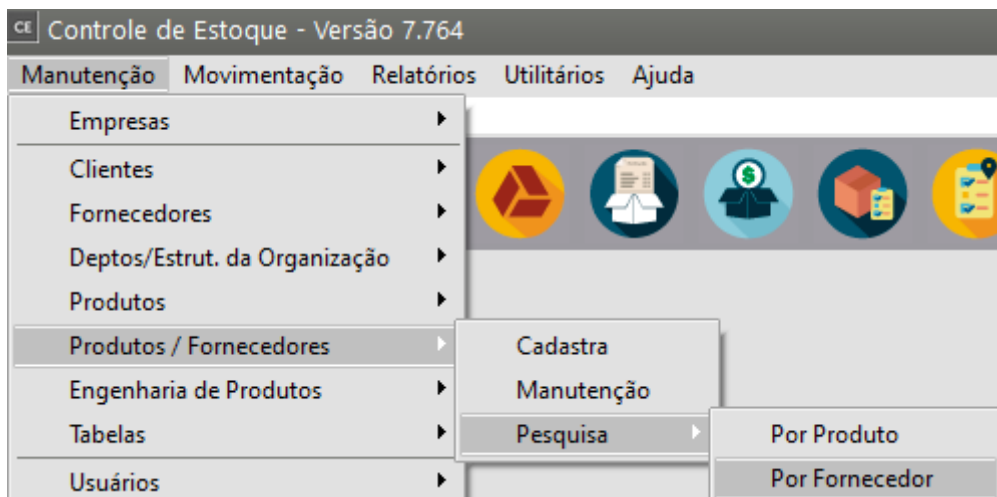 CE Controle de Estoque - Versão 7.764
Manutenção Movimentação Relatórios Utilitários Ajuda
Empresas
Clientes
Fornecedores
Deptos/Estrut. da Organização
Produtos
Produtos / Fornecedores
Engenharia de Produtos
Tabelas
Usuários
Cadastra
Manutenção
Pesquisa
Por Produto
Por Fornecedor